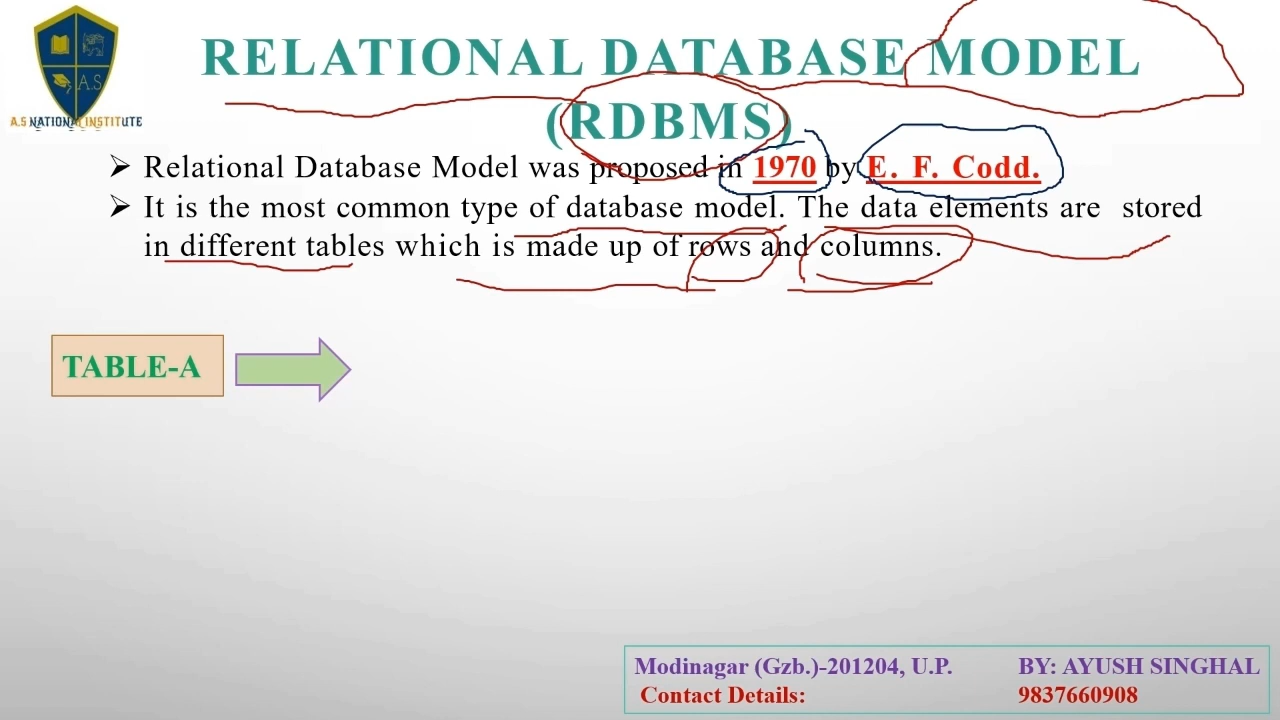 RELATIONAL DATABASE MODEL
(RDBMS)
A.S
A.S NATIONAL INSTITUTE
➢ Relational Database Model was proposed in 1970 by E. F. Codd.
➢ It is the most common type of database model. The data elements are stored
in different tables which is made up of rows and columns.
TABLE-A
Modinagar (Gzb.)-201204, U.P. BY: AYUSH SINGHAL
Contact Details: 9837660908